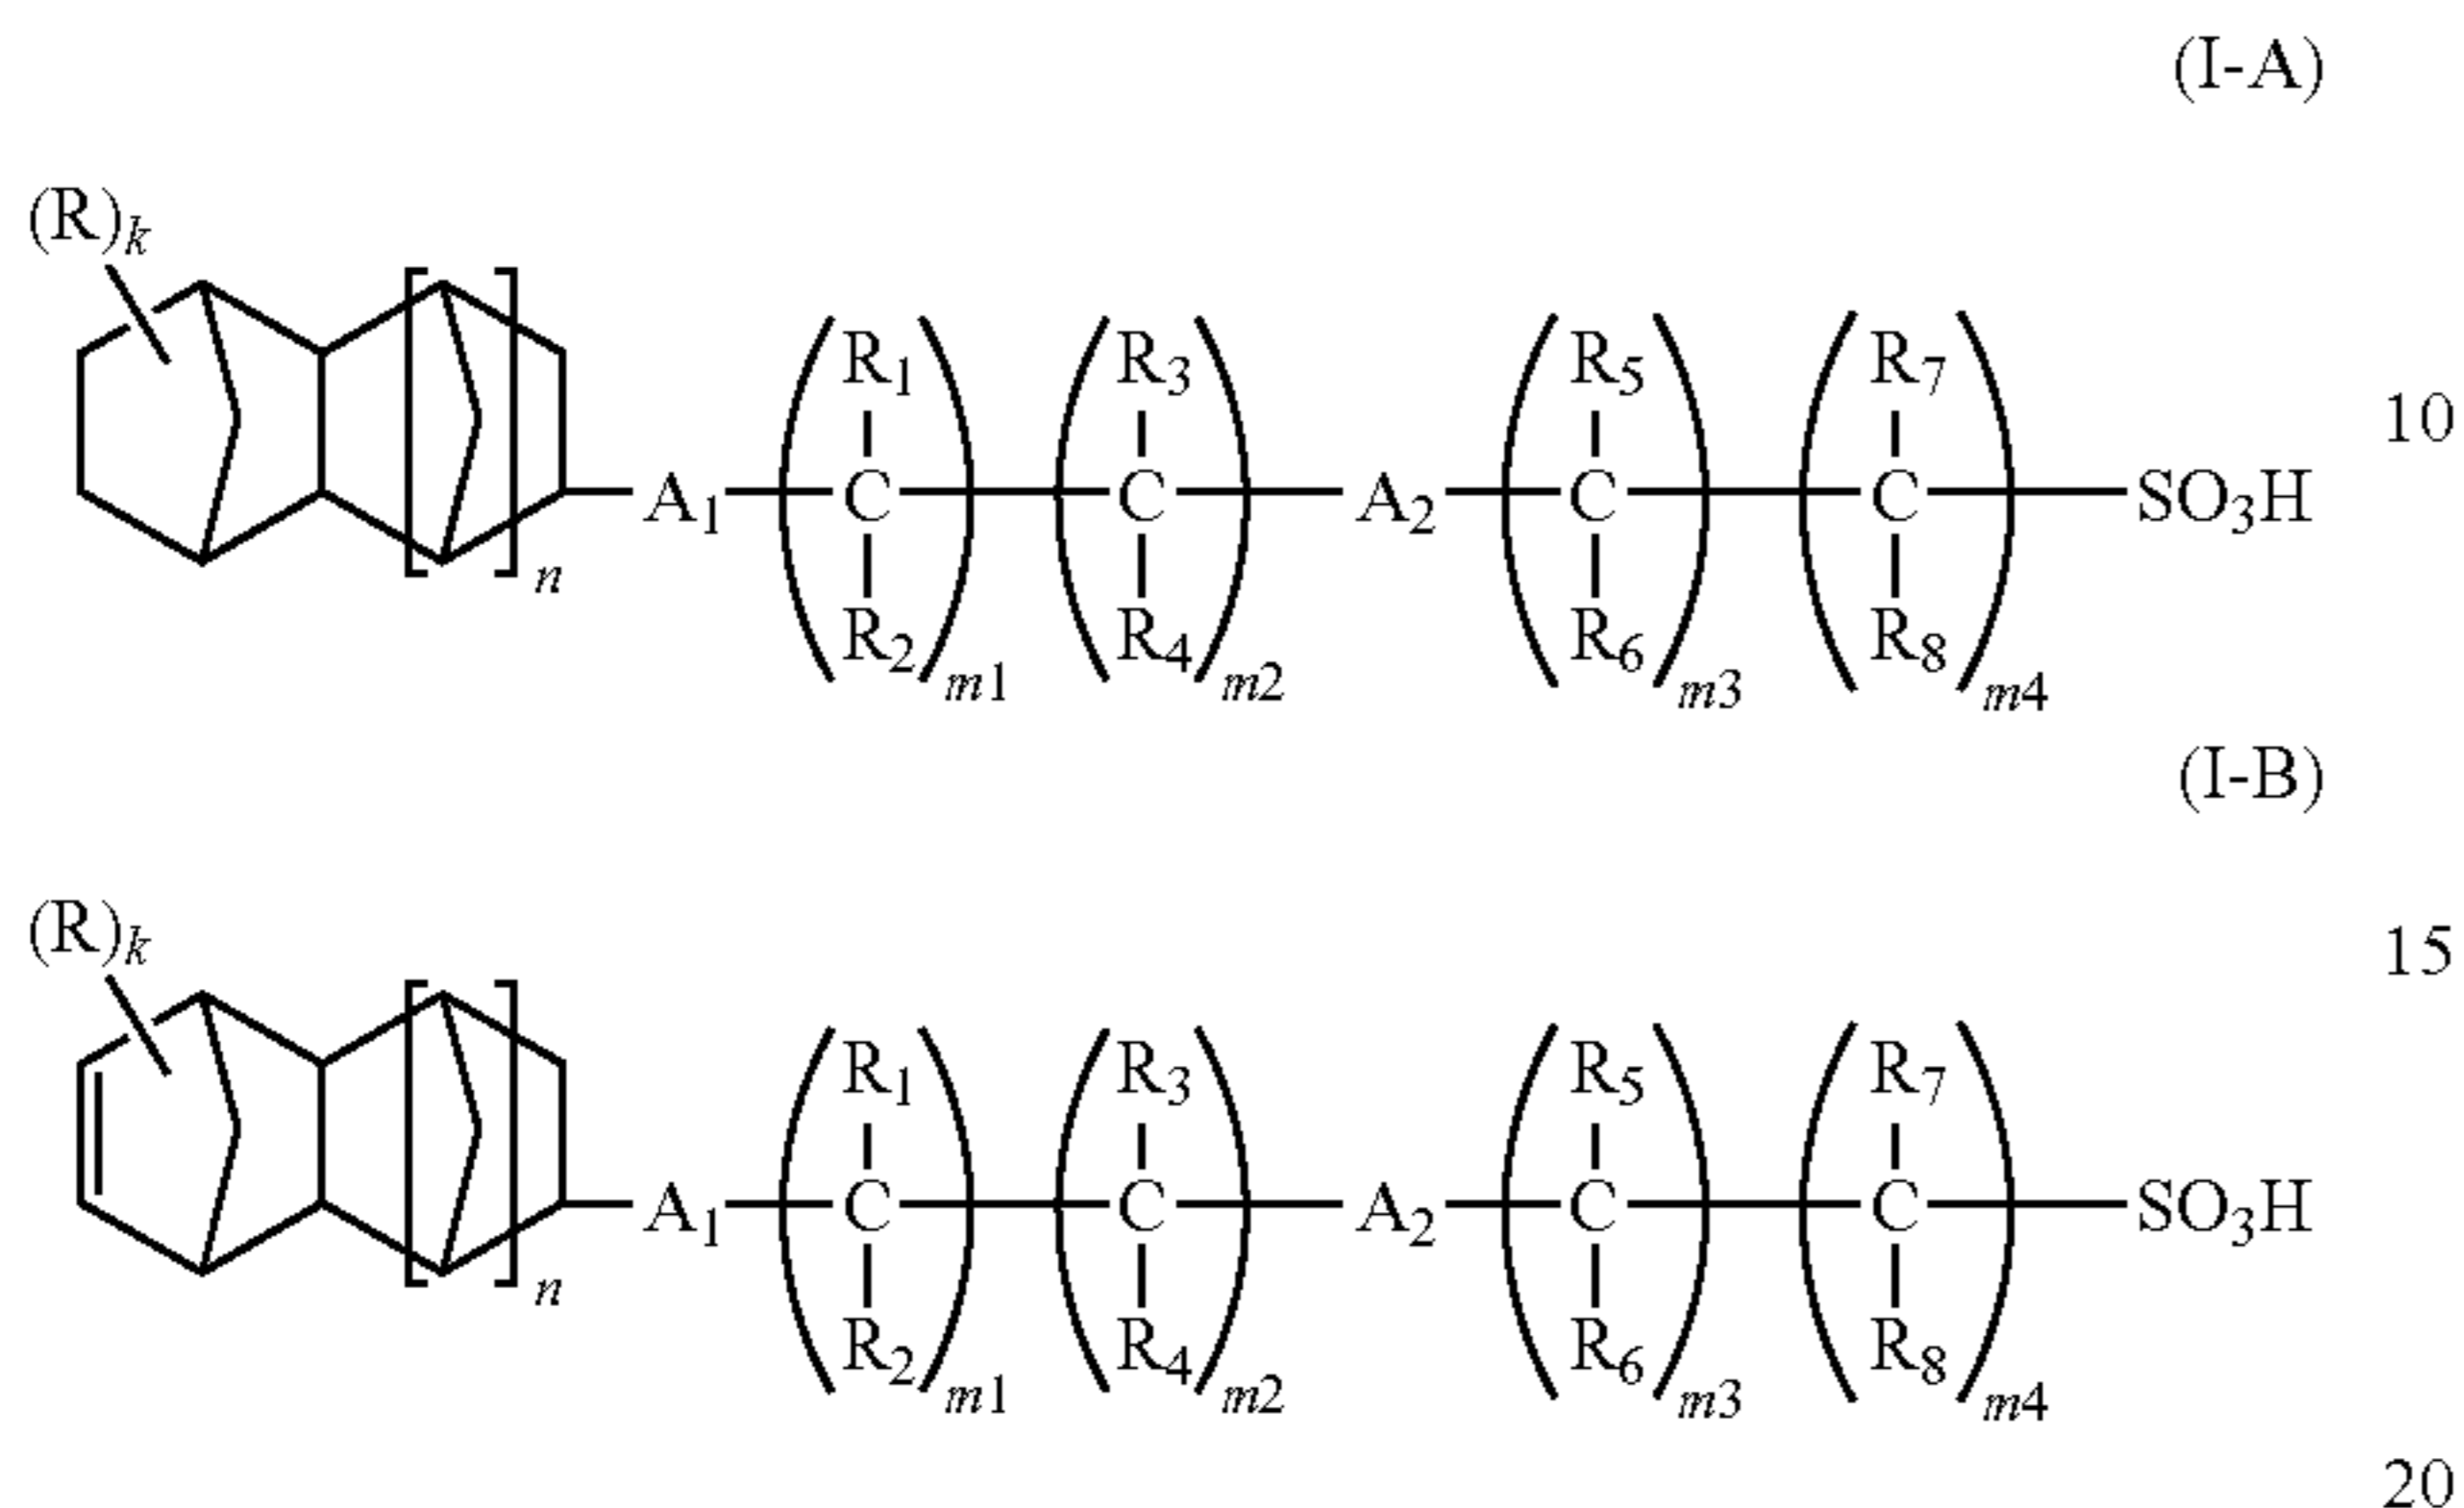 (I-A)
(R)k
R1 R3 R5 R7
10
A1 C C A2 C C SO3H
n
R2 R4 R6 R8
m1 m2 m3 m4
(I-B)
(R)k
15
R1 R3 R5 R7
A1 C C A2 C C SO3H
n
R2 R4 R6 R8
m1 m2 m3 m4
20